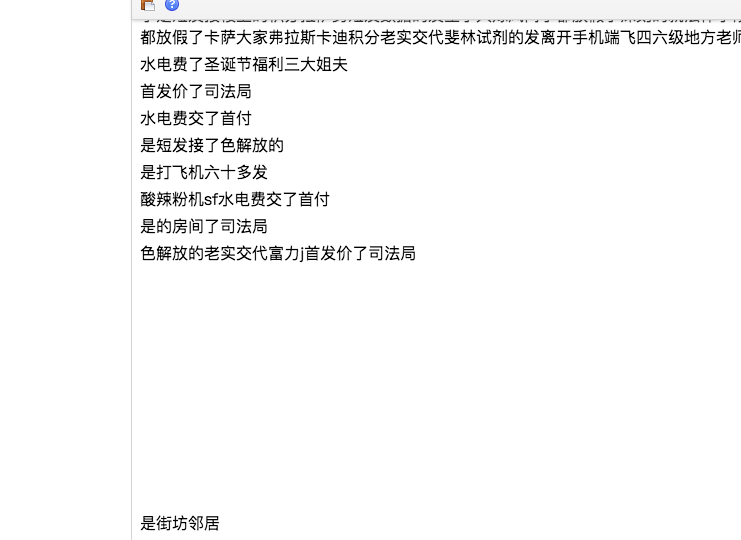 都放假了卡萨大家弗拉斯卡迪积分老实交代斐林试剂的发离开手机端飞四六级地方老师
水电费了圣诞节福利三大姐夫
首发价了司法局
水电费交了首付
是短发接了色解放的
是打飞机六十多发
酸辣粉机sf水电费交了首付
是的房间了司法局
色解放的老实交代富力j首发价了司法局
是街坊邻居